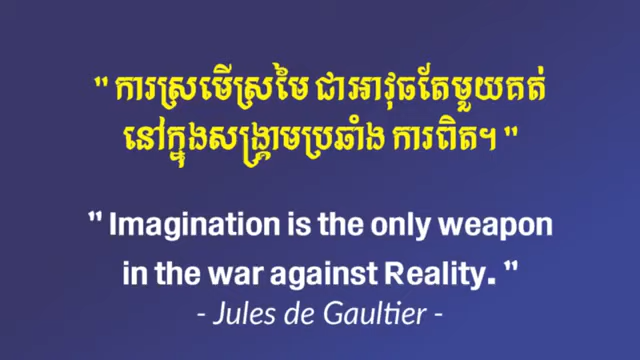 " ការស្រមើស្រមៃ ជាអាវុធតែមួយគត់
នៅក្នុងសង្គ្រាមប្រឆាំង ការពិត។ "
" Imagination is the only weapon
in the war against Reality. "
- Jules de Gaultier -